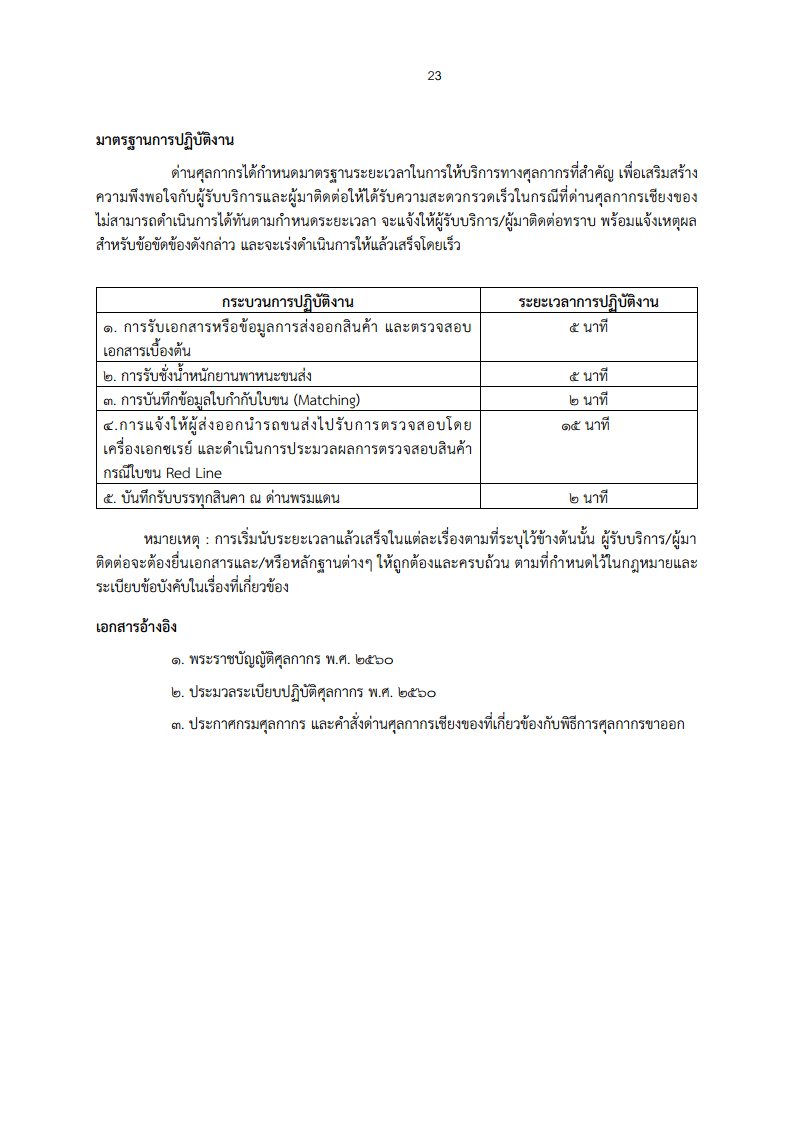 23
มาตรฐานการปฏิบัติงาน
ด่านศุลกากรได้กำหนดมาตรฐานระยะเวลาในการให้บริการทางศุลกากรที่สำคัญ เพื่อเสริมสร้าง
ความพึงพอใจกับผู้รับบริการและผู้มาติดต่อให้ได้รับความสะดวกรวดเร็วในกรณีที่ด่านศุลกากรเชียงของ
ไม่สามารถดำเนินการได้ทันตามกำหนดระยะเวลา จะแจ้งให้ผู้รับบริการ/ผู้มาติดต่อทราบ พร้อมแจ้งเหตุผล
สำหรับข้อขัดข้องดังกล่าว และจะเร่งดำเนินการให้แล้วเสร็จโดยเร็ว
กระบวนการปฏิบัติงาน ระยะเวลาการปฏิบัติงาน
๑. การรับเอกสารหรือข้อมูลการส่งออกสินค้า และตรวจสอบ ๕ นาที
เอกสารเบื้องต้น
๒. การรับชั่งน้ำหนักยานพาหนะขนส่ง ๕ นาที
๓. การบันทึกข้อมูลใบกำกับใบขน (Matching) ๒ นาที
๔.การแจ้งให้ผู้ส่งออกนำรถขนส่งไปรับการตรวจสอบโดย ๑๕ นาที
เครื่องเอกซเรย์ และดำเนินการประมวลผลการตรวจสอบสินค้า
กรณีใบขน Red Line
๕. บันทึกรับบรรทุกสินคา ณ ด่านพรมแดน ๒ นาที
หมายเหตุ : การเริ่มนับระยะเวลาแล้วเสร็จในแต่ละเรื่องตามที่ระบุไว้ข้างต้นนั้น ผู้รับบริการ/ผู้มา
ติดต่อจะต้องยื่นเอกสารและ/หรือหลักฐานต่างๆ ให้ถูกต้องและครบถ้วน ตามที่กำหนดไว้ในกฎหมายและ
ระเบียบข้อบังคับในเรื่องที่เกี่ยวข้อง
เอกสารอ้างอิง
๑. พระราชบัญญัติศุลกากร พ.ศ. ๒๕๖๐
๒. ประมวลระเบียบปฏิบัติศุลกากร พ.ศ. ๒๕๖๐
๓. ประกาศกรมศุลกากร และคำสั่งด่านศุลกากรเชียงของที่เกี่ยวข้องกับพิธีการศุลกากรขาออก